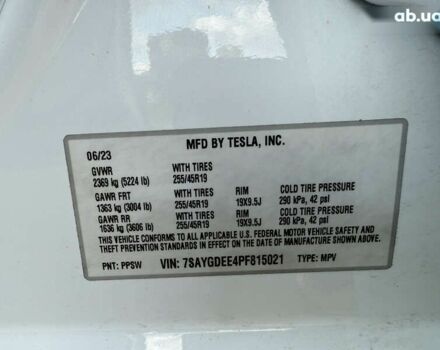 ab.ua
MFD BY TESLA, INC.
06/23
GVWR WITH TIRES
2369 kg (5224 lb) 255/45R19
GAWR FRT WITH TIRES RIM COLD TIRE PRESSURE
1363 kg (3004 lb) 255/45R19 19X9.5J 290 kPa, 42 psi
GAWR RR WITH TIRES RIM COLD TIRE PRESSURE
1636 kg (3606 lb) 255/45R19 19X9.5J 290 kPa, 42 psi
THIS VEHICLE CONFORMS TO ALL APPLICABLE U.S. FEDERAL MOTOR VEHICLE SAFETY AND
THEFT PREVENTION STANDARDS IN EFFECT ON THE DATE OF MANUFACTURE SHOWN ABOVE.
PNT: PPSW VIN: 7SAYGDEE4PF815021 TYPE: MPV